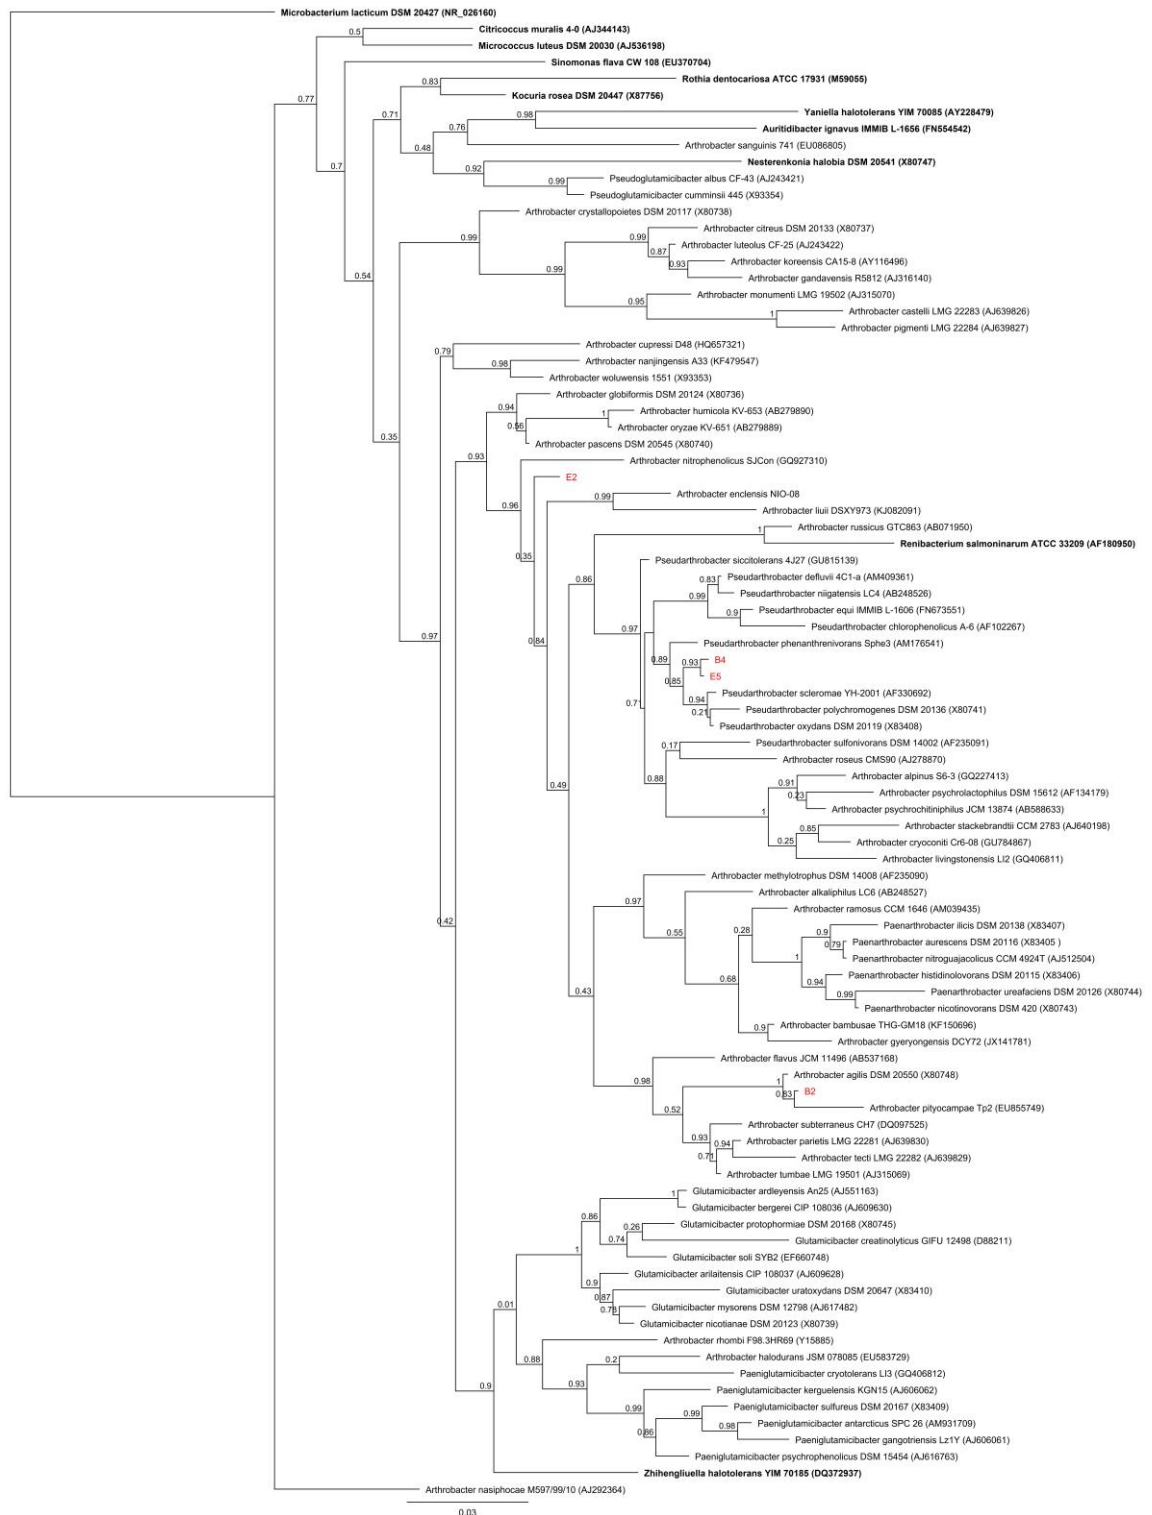 Microbacterium lacticum DSM 20427 (NR_026160)
0.5
Citricoccus muralis 4-0 (AJ344143)
Micrococcus luteus DSM 20030 (AJ536198)
Sinomonas flava CW 108 (EU370704)
0.77
0.83
Rothia dentocariosa ATCC 17931 (M59055)
Kocuria rosea DSM 20447 (X87756)
0.71
0.98
Yaniella halotolerans YIM 70085 (AY228479)
0.76
Auritidibacter ignavus IMMIB L-1656 (FN554542)
Arthrobacter sanguinis 741 (EU086805)
0.48
0.7
0.92
Nesterenkonia halobia DSM 20541 (X80747)
0.99
Pseudoglutamicibacter albus CF-43 (AJ243421)
Pseudoglutamicibacter cumminsii 445 (X93354)
Arthrobacter crystallopoietes DSM 20117 (X80738)
0.99
0.99
Arthrobacter citreus DSM 20133 (X80737)
0.87
Arthrobacter luteolus CF-25 (AJ243422)
0.93
Arthrobacter koreensis CA15-8 (AY116496)
0.54
0.99
Arthrobacter gandavensis R5812 (AJ316140)
0.95
Arthrobacter monumenti LMG 19502 (AJ315070)
1
Arthrobacter castelli LMG 22283 (AJ639826)
Arthrobacter pigmenti LMG 22284 (AJ639827)
0.79
Arthrobacter cupressi D48 (HQ657321)
0.98
Arthrobacter nanjingensis A33 (KF479547)
Arthrobacter woluwensis 1551 (X93353)
Arthrobacter globiformis DSM 20124 (X80736)
0.94
1
Arthrobacter humicola KV-653 (AB279890)
0.56
Arthrobacter oryzae KV-651 (AB279889)
0.35
Arthrobacter pascens DSM 20545 (X80740)
0.93
Arthrobacter nitrophenolicus SJCon (GQ927310)
E2
0.99
Arthrobacter enclensis NIO-08
0.96
Arthrobacter liuii DSXY973 (KJ082091)
1
Arthrobacter russicus GTC863 (AB071950)
Renibacterium salmoninarum ATCC 33209 (AF180950)
0.35
Pseudarthrobacter siccitolerans 4J27 (GU815139)
0.86
0.83
Pseudarthrobacter defluvii 4C1-a (AM409361)
0.99
Pseudarthrobacter niigatensis LC4 (AB248526)
0.9
Pseudarthrobacter equi IMMIB L-1606 (FN673551)
Pseudarthrobacter chlorophenolicus A-6 (AF102267)
0.97
0.97
0.84
Pseudarthrobacter phenanthrenivorans Sphe3 (AM176541)
0.89
0.93
B4
0.85
E5
Pseudarthrobacter scleromae YH-2001 (AF330692)
0.71
0.94
0.21
Pseudarthrobacter polychromogenes DSM 20136 (X80741)
Pseudarthrobacter oxydans DSM 20119 (X83408)
0.17
Pseudarthrobacter sulfonivorans DSM 14002 (AF235091)
Arthrobacter roseus CMS90 (AJ278870)
0.49
0.88
0.91
Arthrobacter alpinus S6-3 (GQ227413)
0.23
Arthrobacter psychrolactophilus DSM 15612 (AF134179)
1
Arthrobacter psychrochitiniphilus JCM 13874 (AB588633)
0.85
Arthrobacter stackebrandtii CCM 2783 (AJ640198)
0.25
Arthrobacter cryoconiti Cr6-08 (GU784867)
Arthrobacter livingstonensis LI2 (GQ406811)
Arthrobacter methylotrophus DSM 14008 (AF235090)
0.97
Arthrobacter alkaliphilus LC6 (AB248527)
Arthrobacter ramosus CCM 1646 (AM039435)
0.42
0.55
0.28
0.9
Paenarthrobacter ilicis DSM 20138 (X83407)
0.79
Paenarthrobacter aurescens DSM 20116 (X83405 )
1
Paenarthrobacter nitroguajacolicus CCM 4924T (AJ512504)
0.68
0.94
Paenarthrobacter histidinolovorans DSM 20115 (X83406)
0.43
0.99
Paenarthrobacter ureafaciens DSM 20126 (X80744)
Paenarthrobacter nicotinovorans DSM 420 (X80743)
0.9
Arthrobacter bambusae THG-GM18 (KF150696)
Arthrobacter gyeryongensis DCY72 (JX141781)
Arthrobacter flavus JCM 11496 (AB537168)
0.98
1
Arthrobacter agilis DSM 20550 (X80748)
0.83
B2
0.52
Arthrobacter pityocampae Tp2 (EU855749)
Arthrobacter subterraneus CH7 (DQ097525)
0.93
0.94
Arthrobacter parietis LMG 22281 (AJ639830)
0.71
Arthrobacter tecti LMG 22282 (AJ639829)
Arthrobacter tumbae LMG 19501 (AJ315069)
1
Glutamicibacter ardleyensis An25 (AJ551163)
Glutamicibacter bergerei CIP 108036 (AJ609630)
0.86
0.26
Glutamicibacter protophormiae DSM 20168 (X80745)
0.74
Glutamicibacter creatinolyticus GIFU 12498 (D88211)
1
Glutamicibacter soli SYB2 (EF660748)
0.9
Glutamicibacter arilaitensis CIP 108037 (AJ609628)
0.87
Glutamicibacter uratoxydans DSM 20647 (X83410)
0.01
0.78
Glutamicibacter mysorens DSM 12798 (AJ617482)
Glutamicibacter nicotianae DSM 20123 (X80739)
Arthrobacter rhombi F98.3HR69 (Y15885)
0.88
0.2
Arthrobacter halodurans JSM 078085 (EU583729)
Paeniglutamicibacter cryotolerans LI3 (GQ406812)
0.9
0.93
Paeniglutamicibacter kerguelensis KGN15 (AJ606062)
0.99
0.99
Paeniglutamicibacter sulfureus DSM 20167 (X83409)
0.98
Paeniglutamicibacter antarcticus SPC 26 (AM931709)
0.86
Paeniglutamicibacter gangotriensis Lz1Y (AJ606061)
Paeniglutamicibacter psychrophenolicus DSM 15454 (AJ616763)
Zhihengliuella halotolerans YIM 70185 (DQ372937)
Arthrobacter nasiphocae M597/99/10 (AJ292364)
0.03